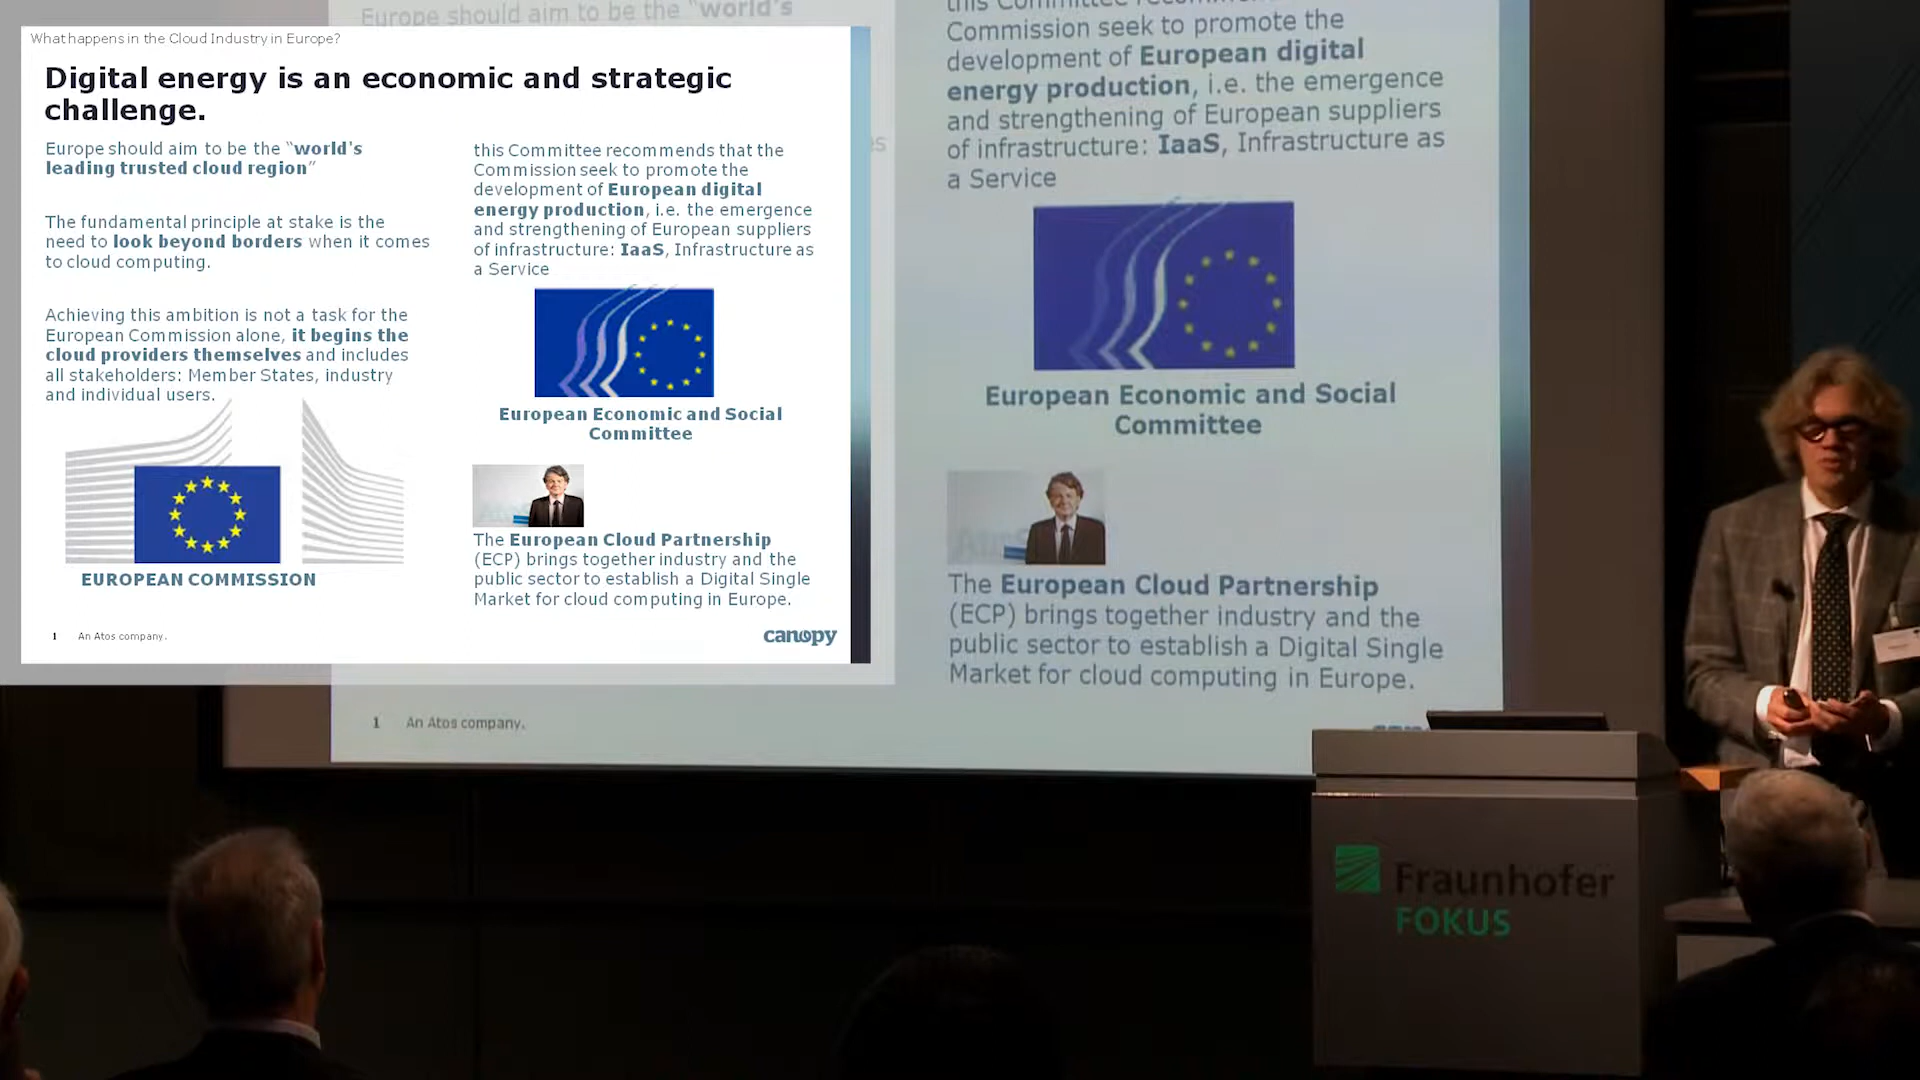 What happens in the Cloud Industry in Europe?
Digital energy is an economic and strategic
challenge.
Europe should aim to be the “world's
leading trusted cloud region”
The fundamental principle at stake is the
need to look beyond borders when it comes
to cloud computing.
Achieving this ambition is not a task for the
European Commission alone, it begins the
cloud providers themselves and includes
all stakeholders: Member States, industry
and individual users.
EUROPEAN COMMISSION
this Committee recommends that the
Commission seek to promote the
development of European digital
energy production, i.e. the emergence
and strengthening of European suppliers
of infrastructure: IaaS, Infrastructure as
a Service
European Economic and Social
Committee
The European Cloud Partnership
(ECP) brings together industry and the
public sector to establish a Digital Single
Market for cloud computing in Europe.
1 An Atos company.
canopy
Europe should aim to be the “world's
this Committee
Commission seek to promote the
development of European digital
energy production, i.e. the emergence
and strengthening of European suppliers
of infrastructure: IaaS, Infrastructure as
a Service
European Economic and Social
Committee
Atos
The European Cloud Partnership
(ECP) brings together industry and the
public sector to establish a Digital Single
Market for cloud computing in Europe.
1 An Atos company.
Fraunhofer
FOKUS